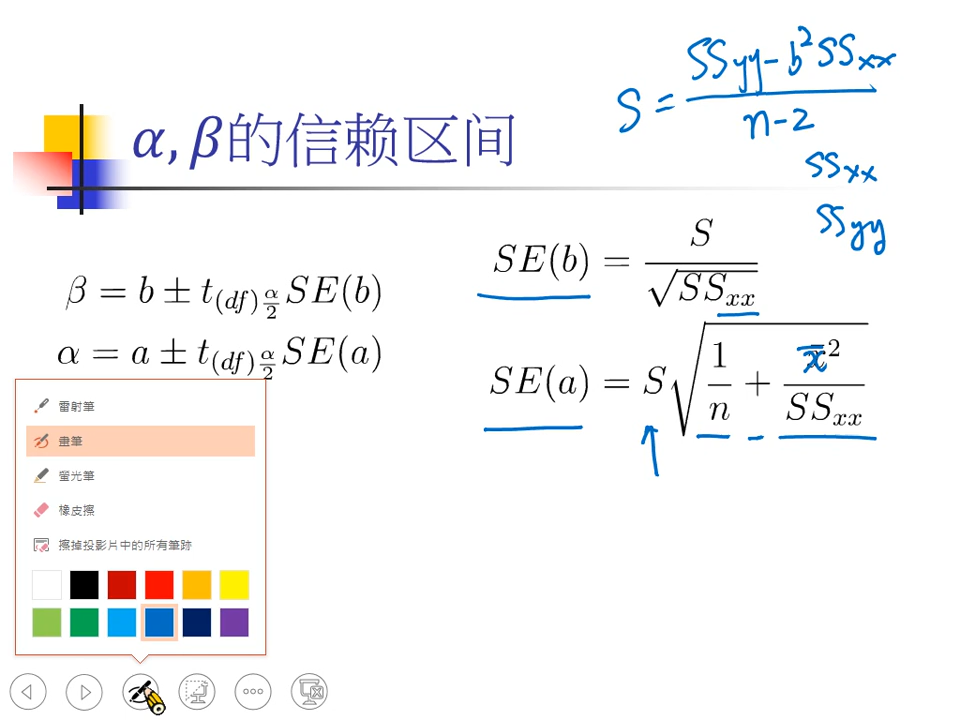 S = (SSyy - b²SSxx) / (n-2)
α, β的信赖区间
SSxx
SSyy
SE(b) = S / √SSxx
β = b ± t(df)α/2 SE(b)
α = a ± t(df)α/2 SE(a)
SE(a) = S√(1/n + x̄²/SSxx)
雷射筆
畫筆
螢光筆
橡皮擦
擦掉投影片中的所有筆跡